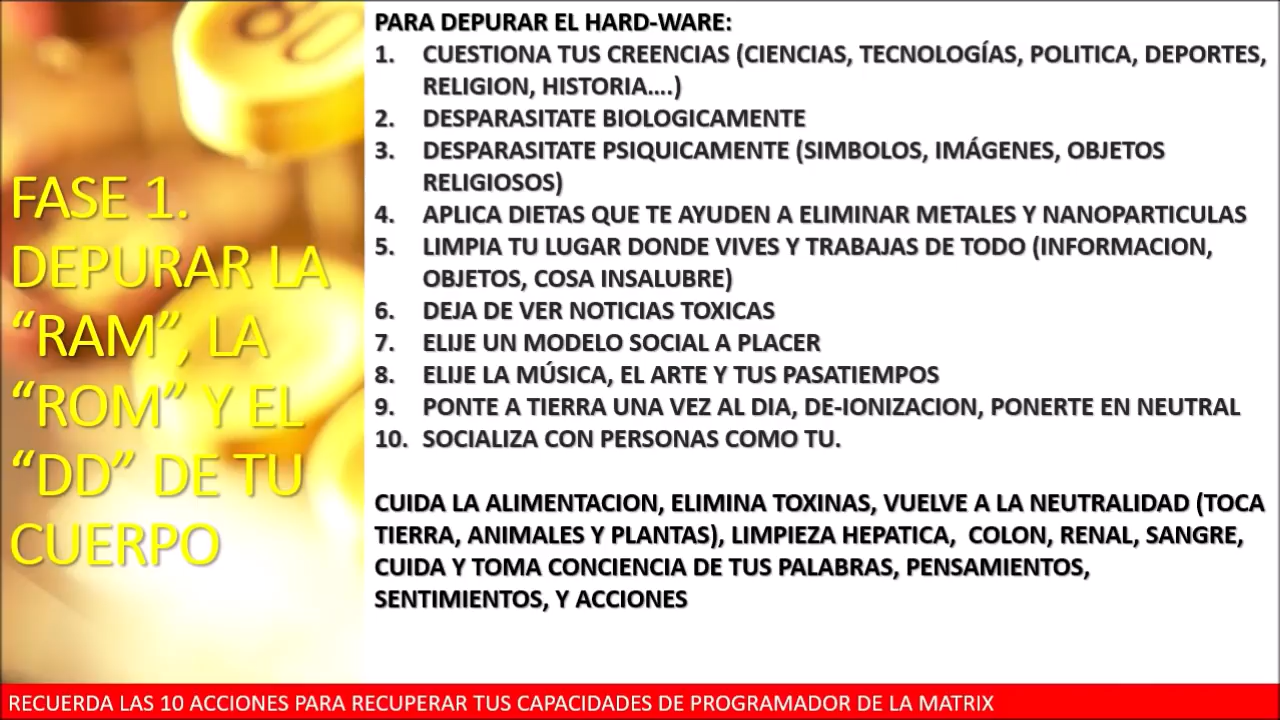 FASE 1.
DEPURAR LA
“RAM”, LA
“ROM” Y EL
“DD” DE TU
CUERPO
PARA DEPURAR EL HARD-WARE:
1. CUESTIONA TUS CREENCIAS (CIENCIAS, TECNOLOGÍAS, POLITICA, DEPORTES,
RELIGION, HISTORIA….)
2. DESPARASITATE BIOLOGICAMENTE
3. DESPARASITATE PSIQUICAMENTE (SIMBOLOS, IMÁGENES, OBJETOS
RELIGIOSOS)
4. APLICA DIETAS QUE TE AYUDEN A ELIMINAR METALES Y NANOPARTICULAS
5. LIMPIA TU LUGAR DONDE VIVES Y TRABAJAS DE TODO (INFORMACION,
OBJETOS, COSA INSALUBRE)
6. DEJA DE VER NOTICIAS TOXICAS
7. ELIJE UN MODELO SOCIAL A PLACER
8. ELIJE LA MÚSICA, EL ARTE Y TUS PASATIEMPOS
9. PONTE A TIERRA UNA VEZ AL DIA, DE-IONIZACION, PONERTE EN NEUTRAL
10. SOCIALIZA CON PERSONAS COMO TU.
CUIDA LA ALIMENTACION, ELIMINA TOXINAS, VUELVE A LA NEUTRALIDAD (TOCA
TIERRA, ANIMALES Y PLANTAS), LIMPIEZA HEPATICA, COLON, RENAL, SANGRE,
CUIDA Y TOMA CONCIENCIA DE TUS PALABRAS, PENSAMIENTOS,
SENTIMIENTOS, Y ACCIONES
RECUERDA LAS 10 ACCIONES PARA RECUPERAR TUS CAPACIDADES DE PROGRAMADOR DE LA MATRIX